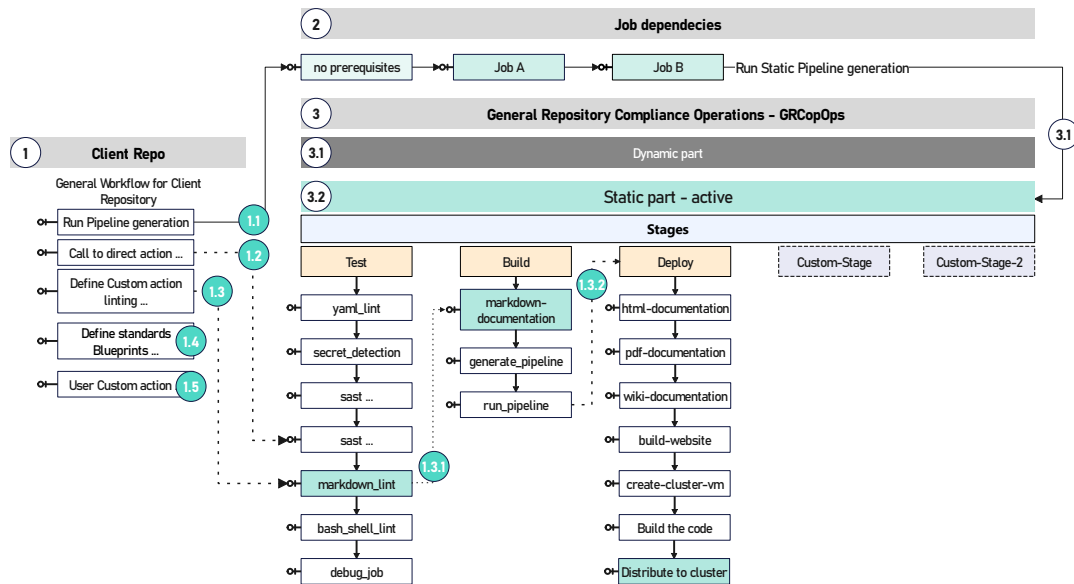 2
Job dependecies
no prerequisites
Job A
Job B
Run Static Pipeline generation
3
General Repository Compliance Operations - GRCopOps
3.1
3.1
Dynamic part
3.2
Static part - active
Stages
1
Client Repo
General Workflow for Client
Repository
Run Pipeline generation
1.1
Call to direct action ...
1.2
Define Custom action
linting ...
1.3
Define standards
Blueprints ...
1.4
User Custom action
1.5
Test
yaml_lint
secret_detection
sast ...
sast ...
markdown_lint
bash_shell_lint
debug_job
1.3.1
Build
markdown-
documentation
generate_pipeline
run_pipeline
1.3.2
Deploy
html-documentation
pdf-documentation
wiki-documentation
build-website
create-cluster-vm
Build the code
Distribute to cluster
Custom-Stage
Custom-Stage-2